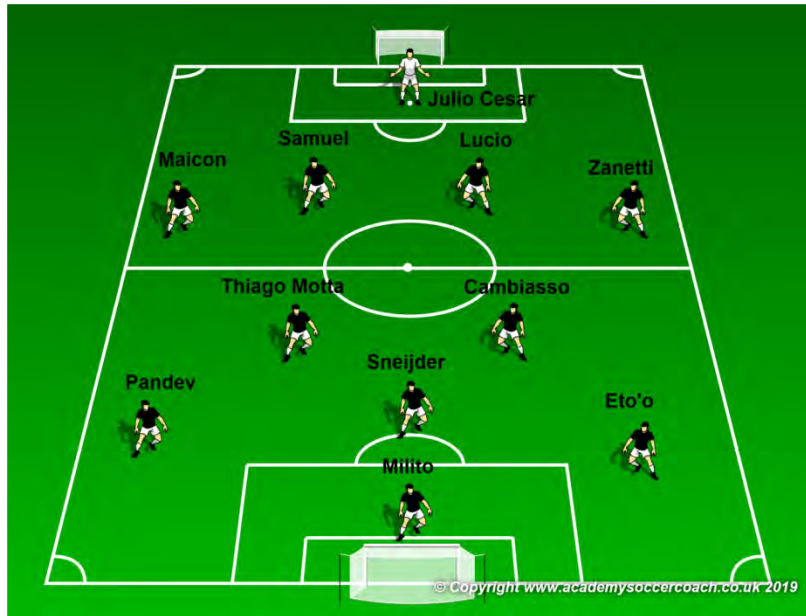 Julio Cesar
Samuel
Lucio
Maicon
Zanetti
Thiago Motta
Cambiasso
Sneijder
Pandev
Eto'o
Milito
© Copyright www.academysoccercoach.co.uk 2019